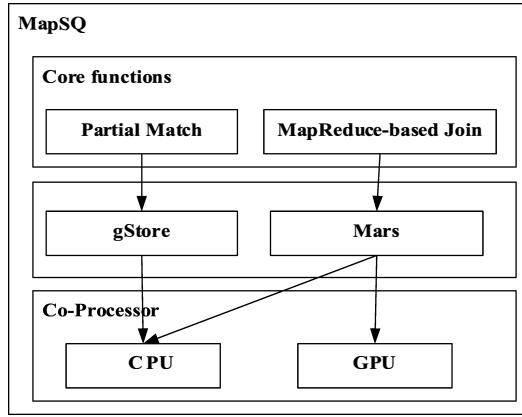 MapSQ
Core functions
Partial Match
MapReduce-based Join
gStore
Mars
Co-Processor
CPU
GPU